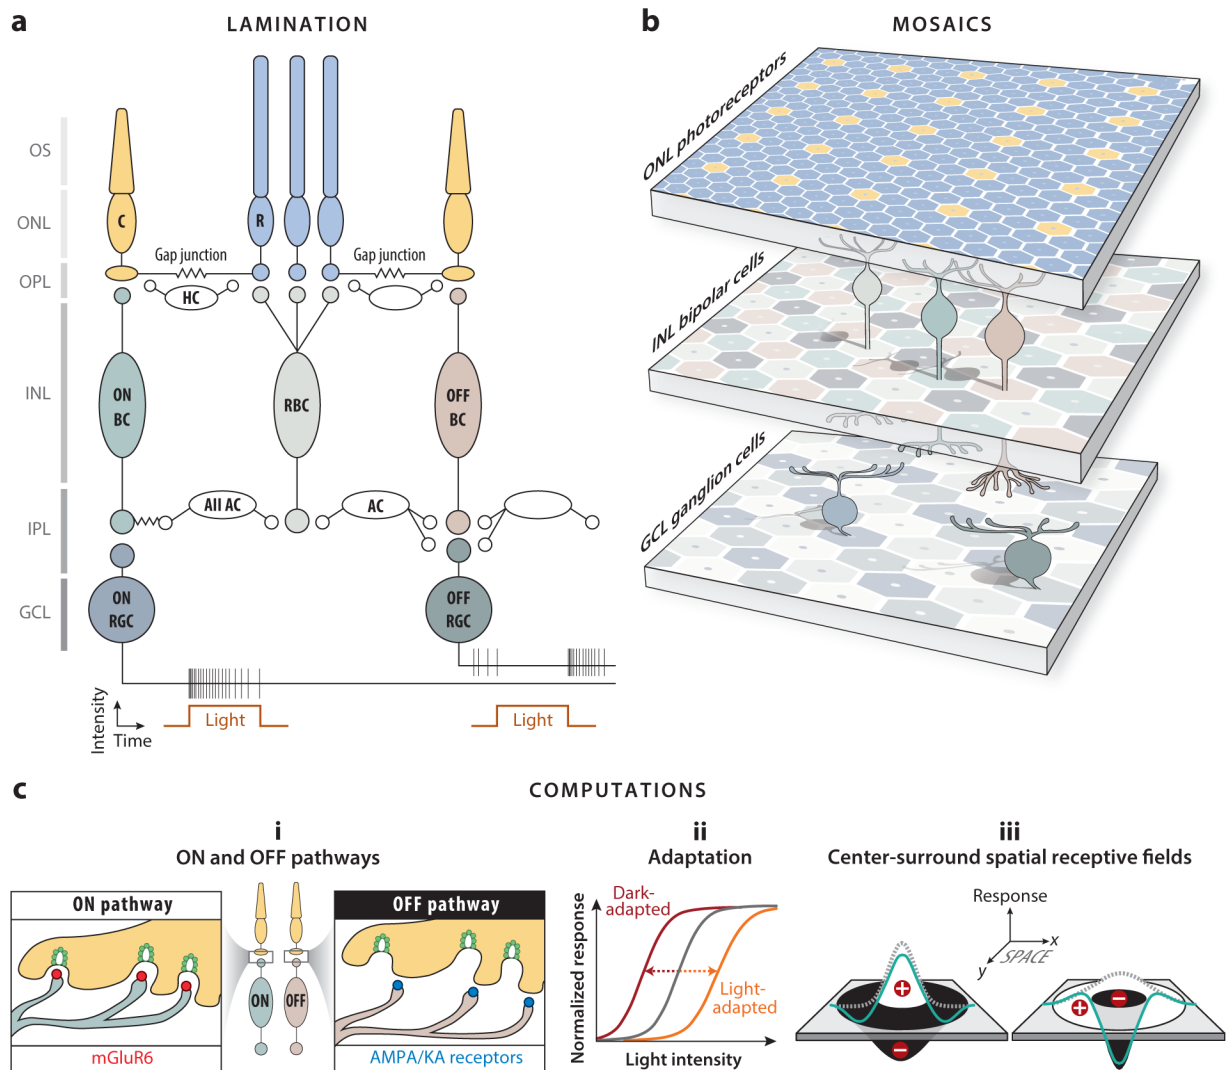 a
LAMINATION
OS
ONL
OPL
INL
IPL
GCL
C
R
Gap junction
Gap junction
HC
ON
BC
RBC
OFF
BC
AII AC
AC
ON
RGC
OFF
RGC
Intensity
Time
Light
Light
b
MOSAICS
ONL photoreceptors
INL bipolar cells
GCL ganglion cells
c
COMPUTATIONS
i
ON and OFF pathways
ON pathway
mGluR6
ON
OFF
OFF pathway
AMPA/KA receptors
ii
Adaptation
Normalized response
Dark-
adapted
Light-
adapted
Light intensity
iii
Center-surround spatial receptive fields
Response
x
y
SPACE
+
−
+
−